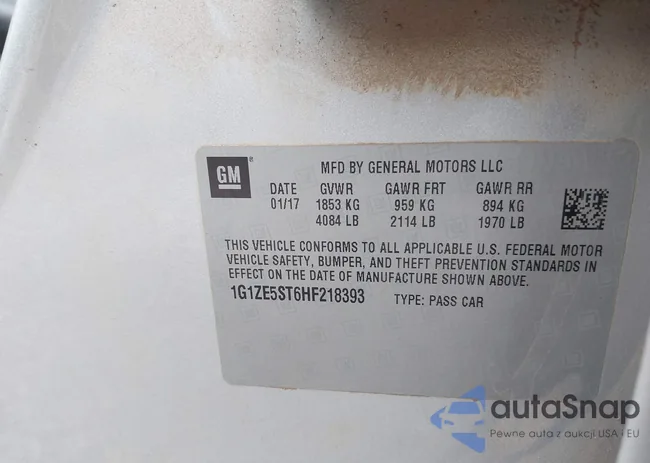 GM
MFD BY GENERAL MOTORS LLC
DATE GVWR GAWR FRT GAWR RR
01/17 1853 KG 959 KG 894 KG
4084 LB 2114 LB 1970 LB
THIS VEHICLE CONFORMS TO ALL APPLICABLE U.S. FEDERAL MOTOR
VEHICLE SAFETY, BUMPER, AND THEFT PREVENTION STANDARDS IN
EFFECT ON THE DATE OF MANUFACTURE SHOWN ABOVE.
1G1ZE5ST6HF218393 TYPE: PASS CAR
autaSnap
Pewne auta z aukcji USA i EU